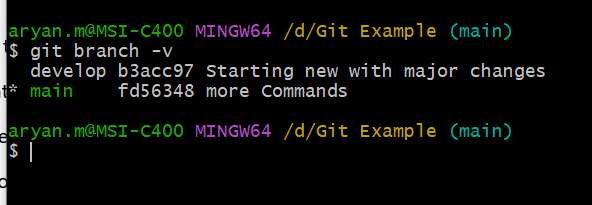 aryan.m@MSI-C400 MINGW64 /d/Git Example (main)
$ git branch -v
  develop b3acc97 Starting new with major changes
* main    fd56348 more Commands
aryan.m@MSI-C400 MINGW64 /d/Git Example (main)
$